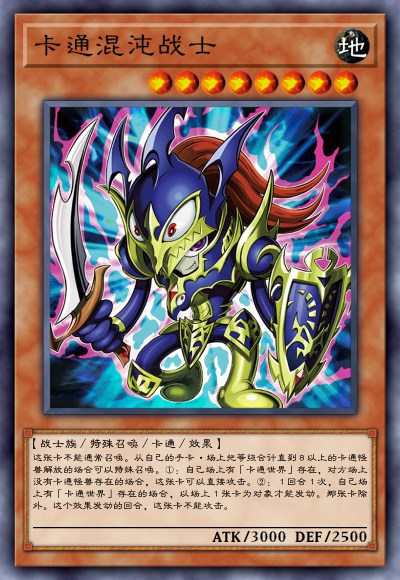 卡通混沌战士
地
【战士族／特殊召唤／卡通／效果】
这张卡不能通常召唤。从自己的手卡·场上把等级合计直到8以上的卡通怪
兽解放的场合可以特殊召唤。①：自己场上有「卡通世界」存在，对方场上
没有卡通怪兽存在的场合，这张卡可以直接攻击。②：1回合1次，自己场
上有「卡通世界」存在的场合，以场上1张卡为对象才能发动。那张卡除
外。这个效果发动的回合，这张卡不能攻击。
ATK/3000 DEF/2500